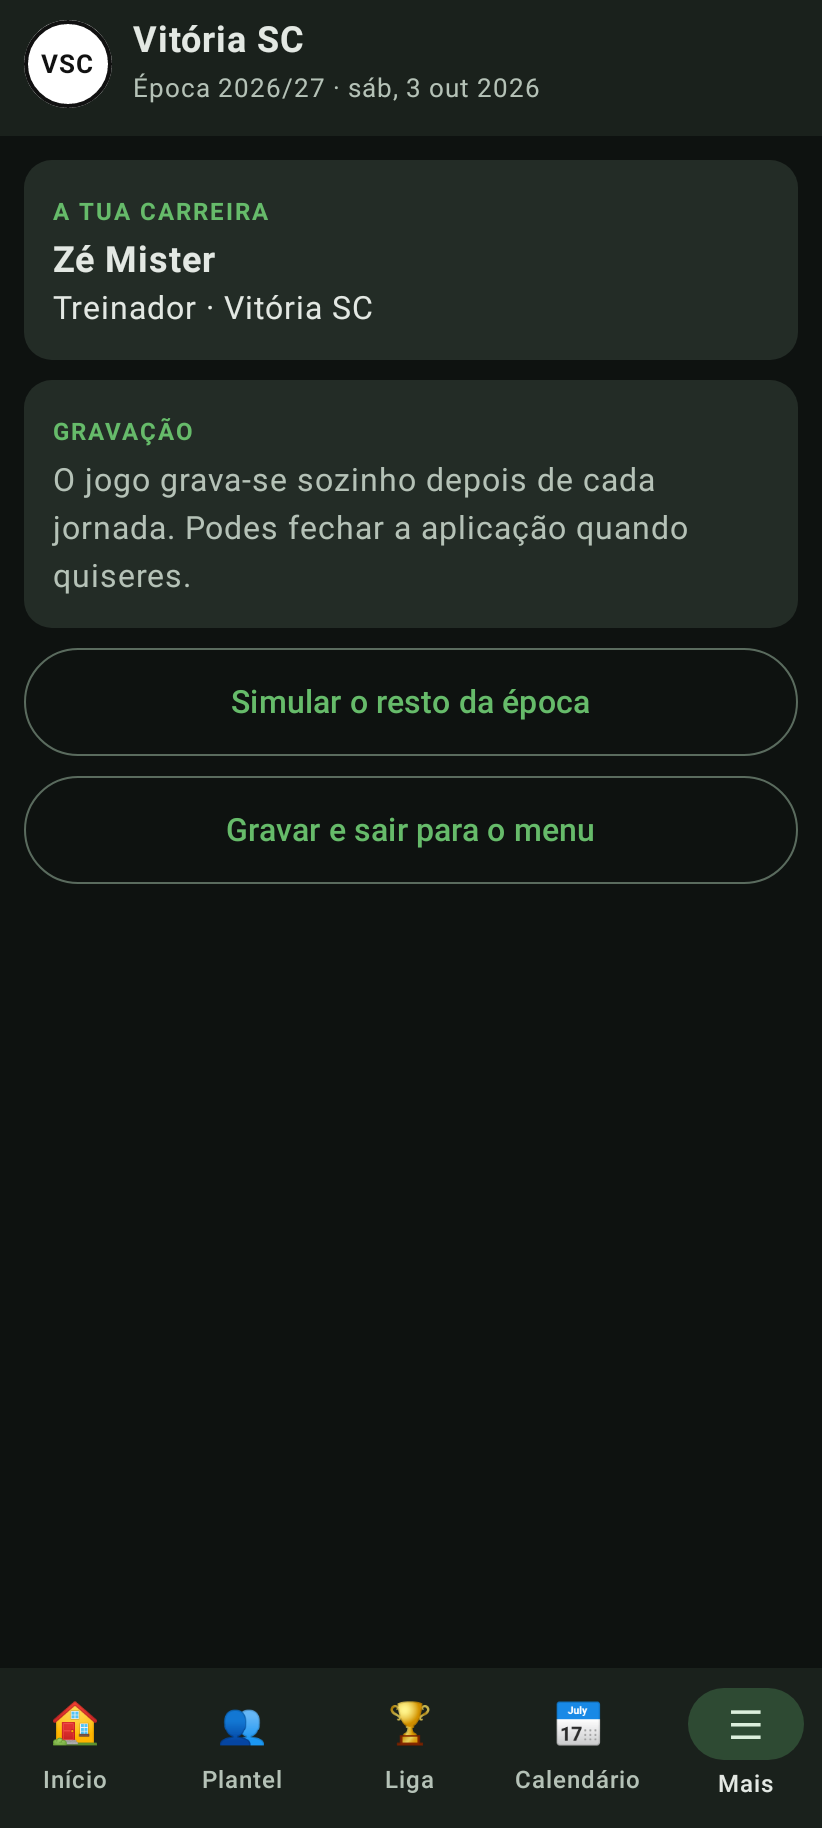 VSC
Vitória SC
Época 2026/27 · sáb, 3 out 2026
A TUA CARREIRA
Zé Mister
Treinador · Vitória SC
GRAVAÇÃO
O jogo grava-se sozinho depois de cada
jornada. Podes fechar a aplicação quando
quiseres.
Simular o resto da época
Gravar e sair para o menu
July
17
Início
Plantel
Liga
Calendário
Mais